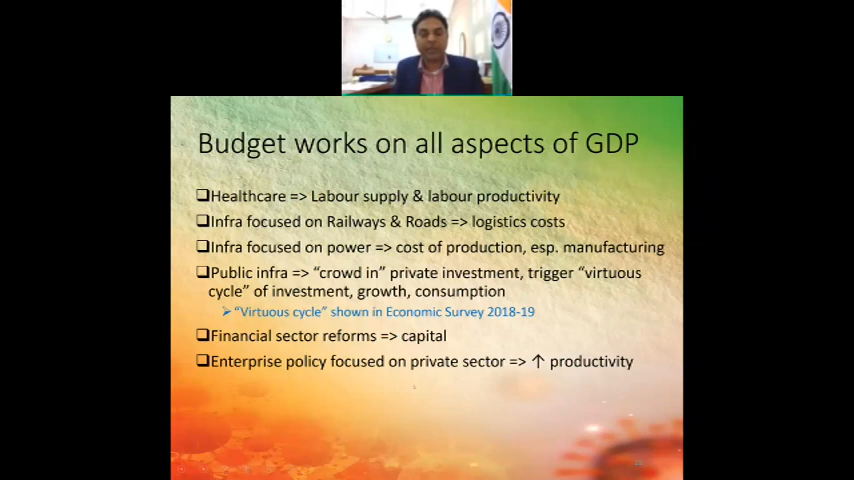 Budget works on all aspects of GDP
❑Healthcare => Labour supply & labour productivity
❑Infra focused on Railways & Roads => logistics costs
❑Infra focused on power => cost of production, esp. manufacturing
❑Public infra => “crowd in” private investment, trigger “virtuous
cycle” of investment, growth, consumption
➢“Virtuous cycle” shown in Economic Survey 2018-19
❑Financial sector reforms => capital
❑Enterprise policy focused on private sector => ↑ productivity